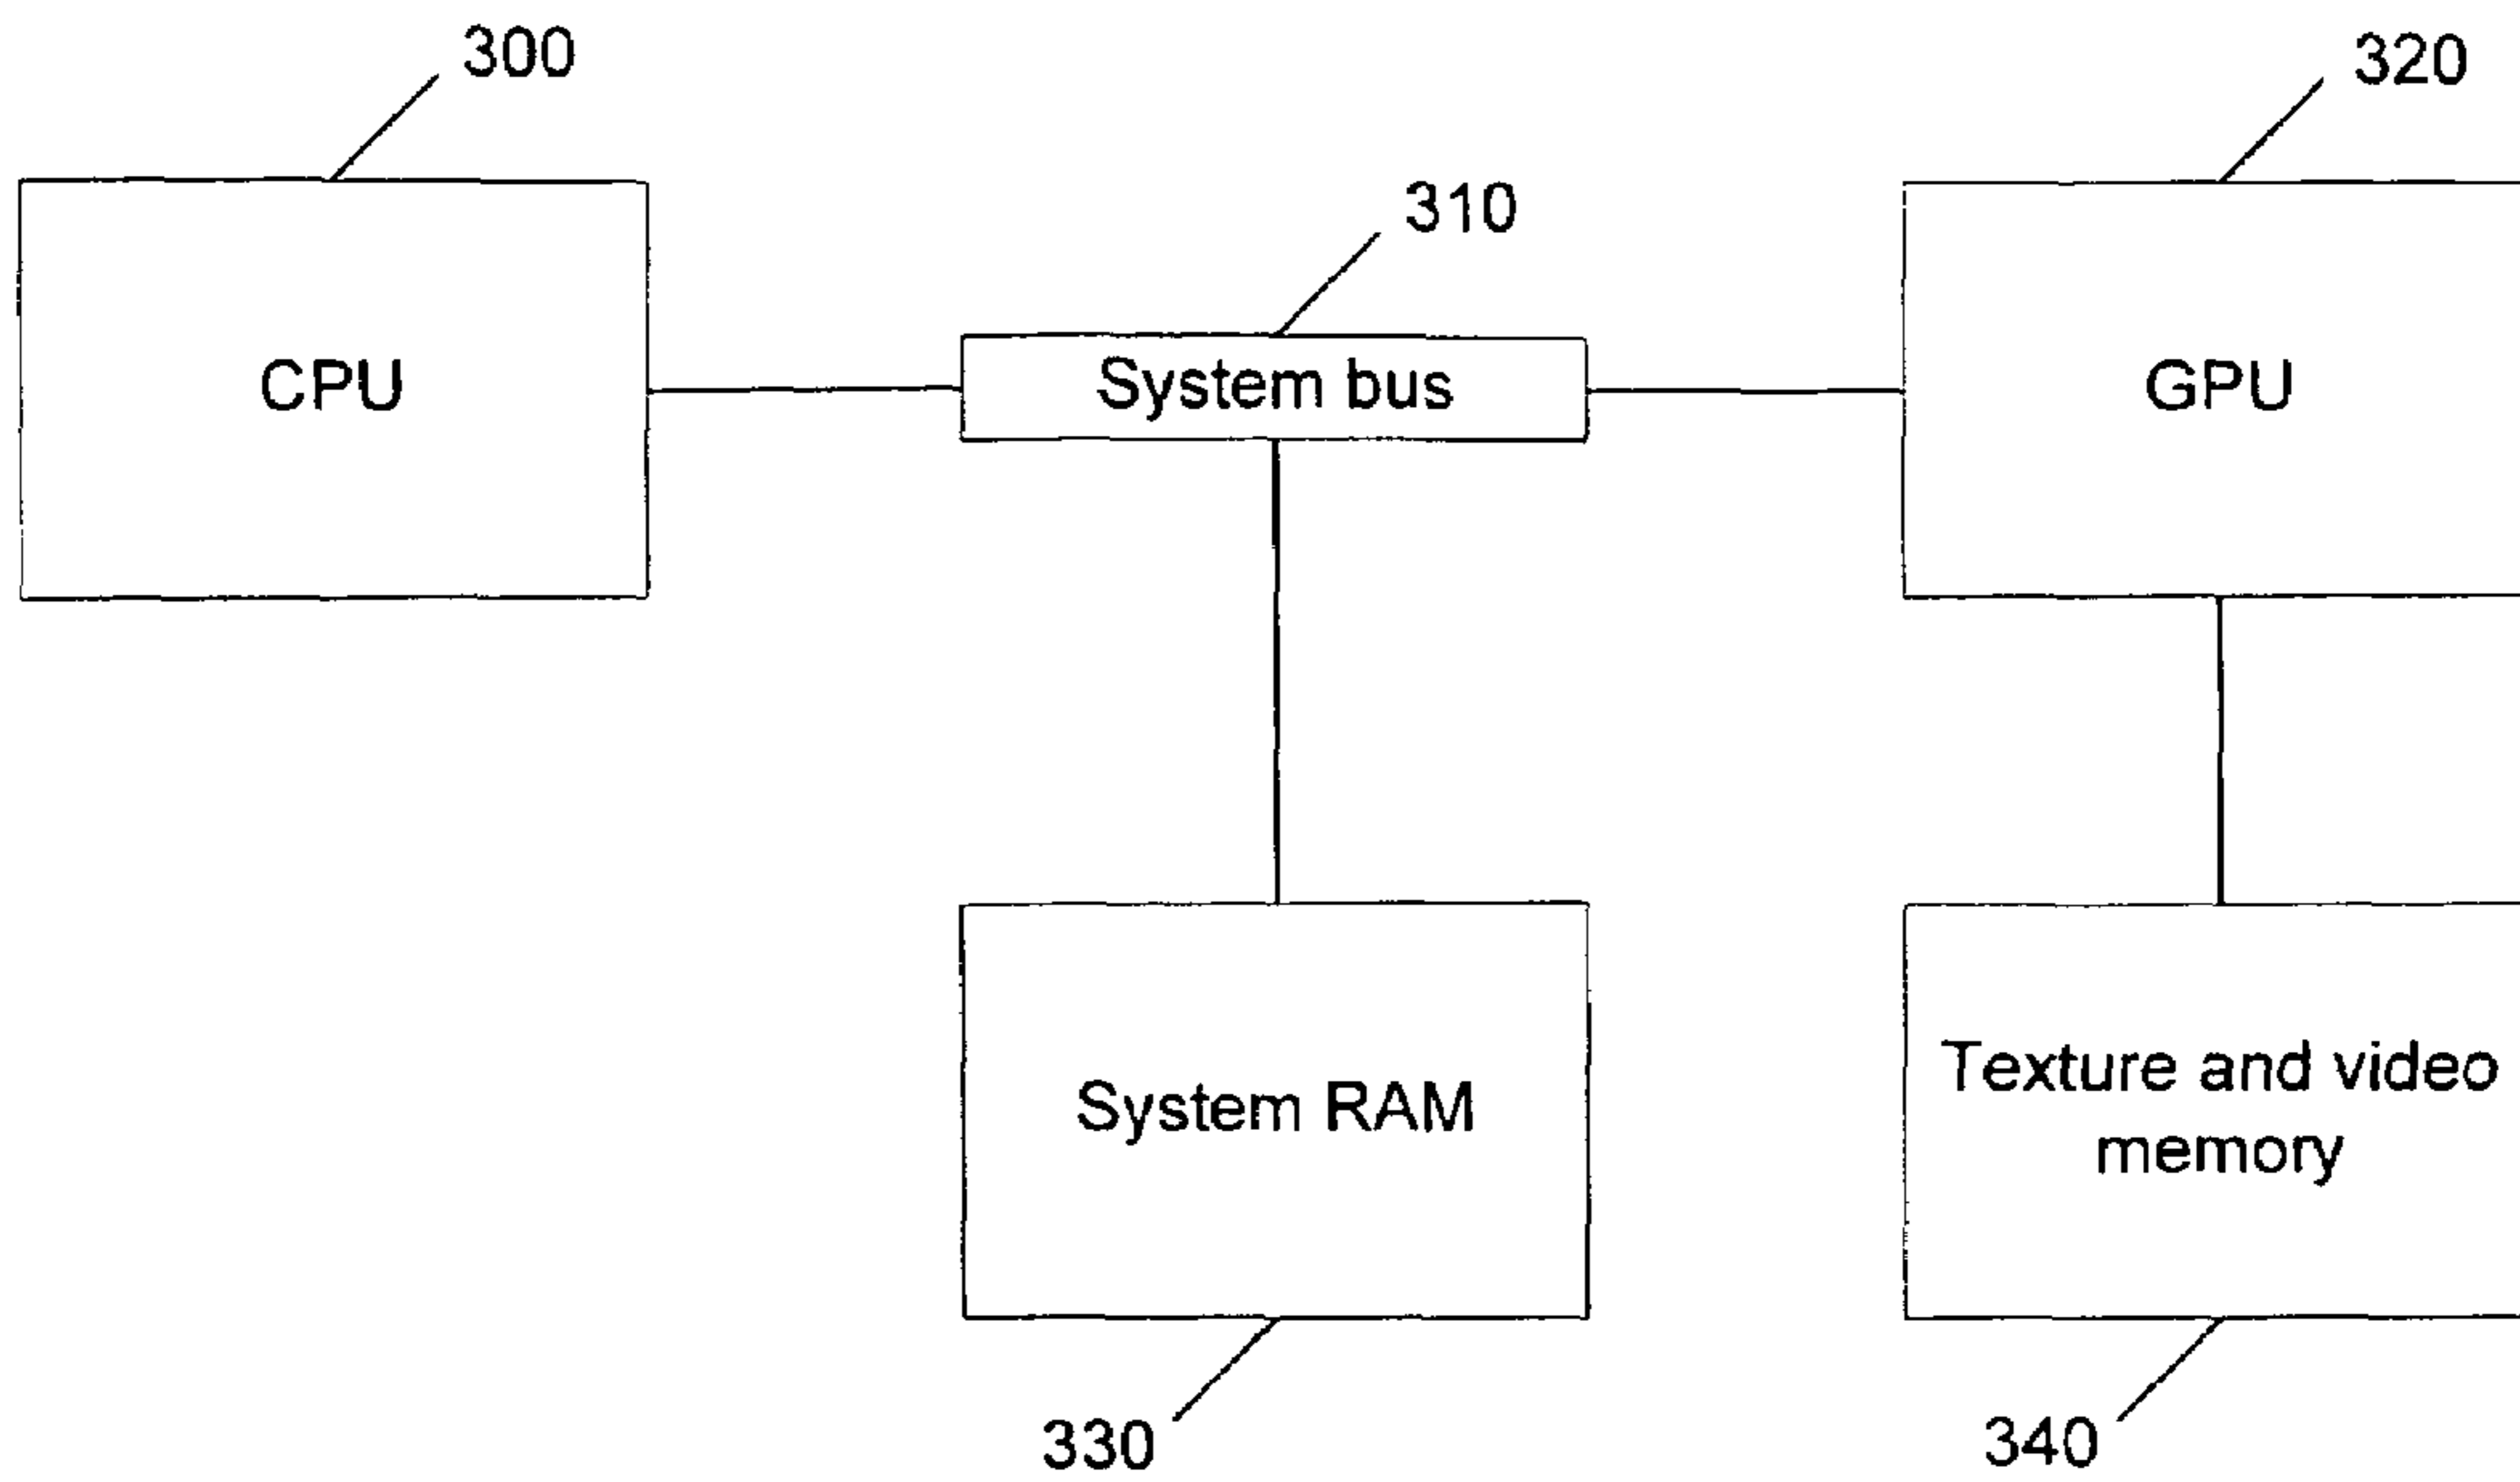 300
320
310
CPU
System bus
GPU
System RAM
Texture and video
memory
330
340